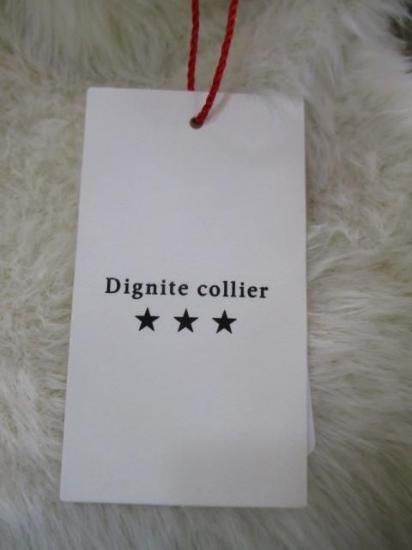 Dignite collier
★ ★ ★